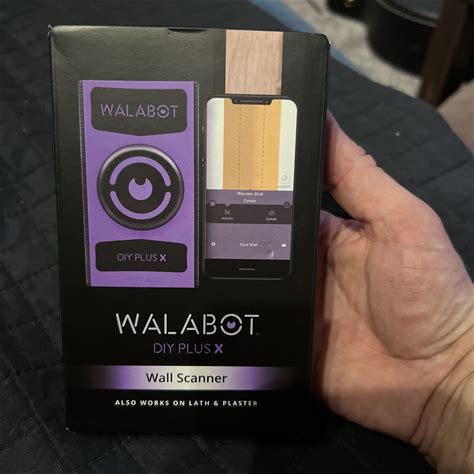 WALABOT
DIY PLUS X
Wooden Stud
Center
Stud Wall
WALABOT
DIY PLUS X
Wall Scanner
ALSO WORKS ON LATH & PLASTER